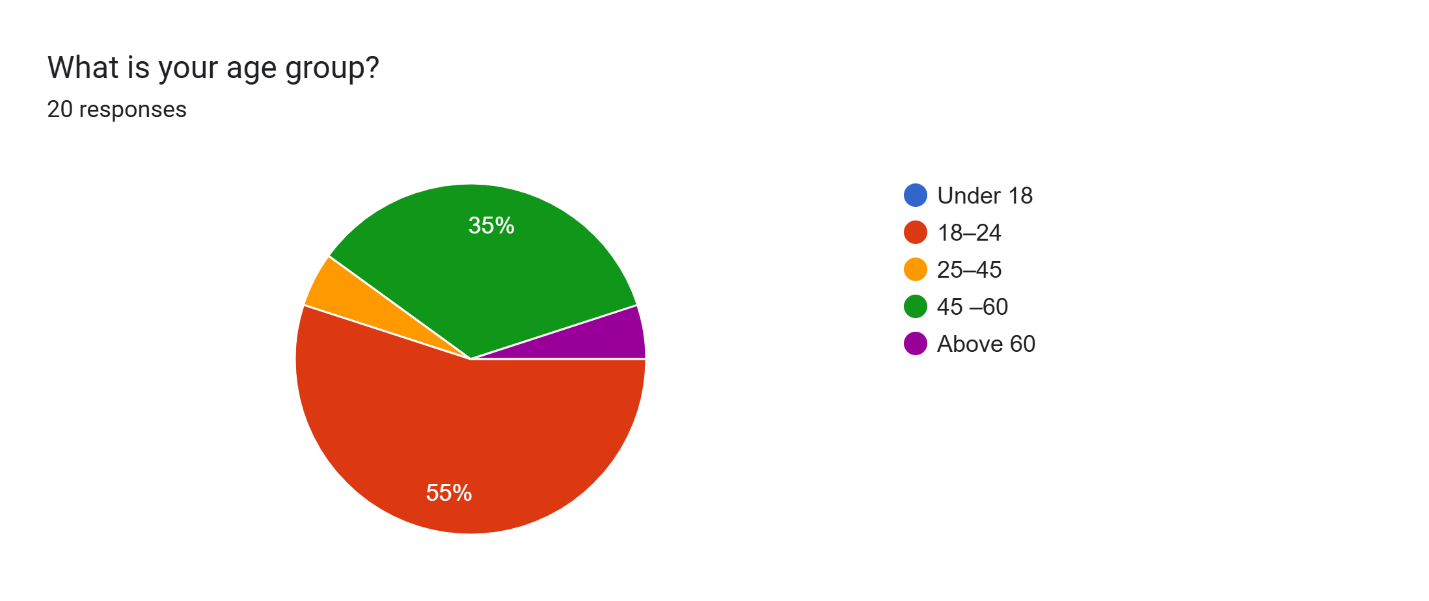 What is your age group?
20 responses
35%
55%
Under 18
18–24
25–45
45 –60
Above 60